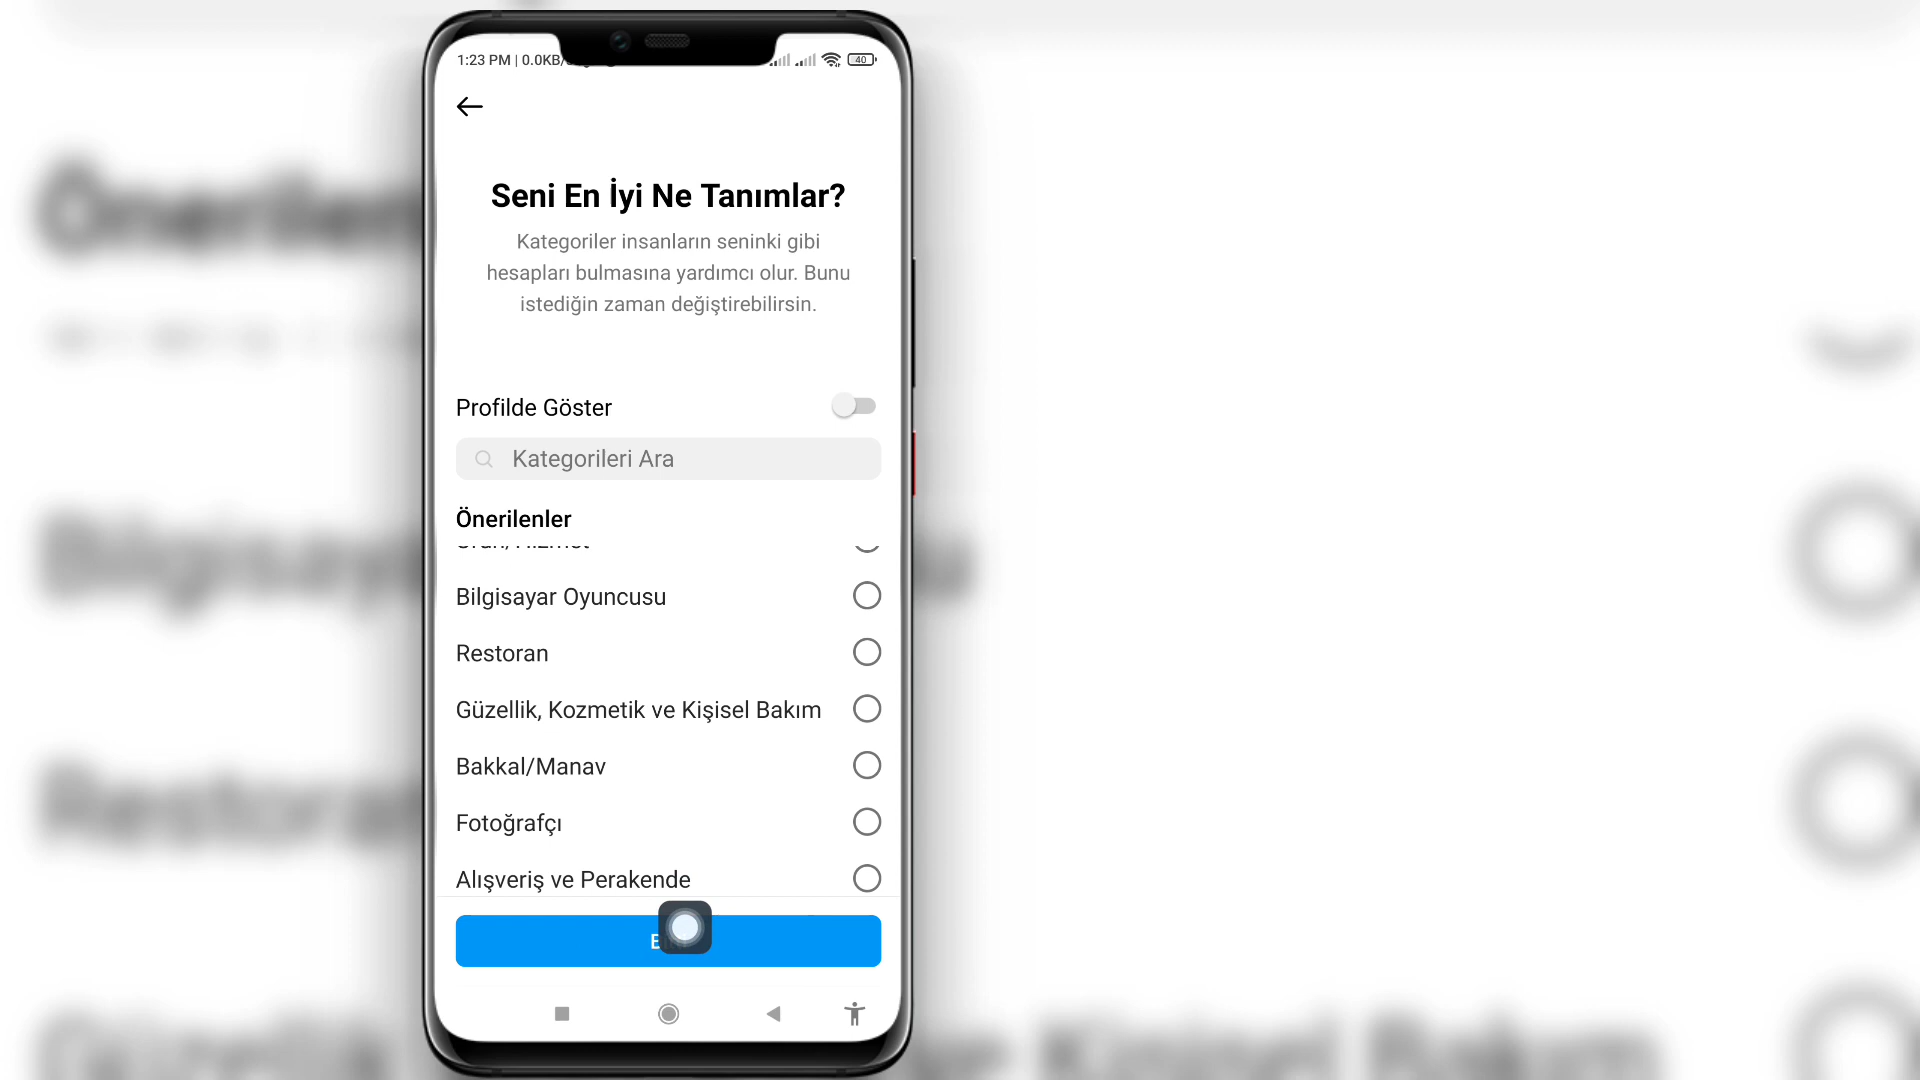 1:23 PM | 0.0KB/
40
Seni En İyi Ne Tanımlar?
Kategoriler insanların seninki gibi
hesapları bulmasına yardımcı olur. Bunu
istediğin zaman değiştirebilirsin.
Profilde Göster
Kategorileri Ara
Önerilenler
Bilgisayar Oyuncusu
Restoran
Güzellik, Kozmetik ve Kişisel Bakım
Bakkal/Manav
Fotoğrafçı
Alışveriş ve Perakende